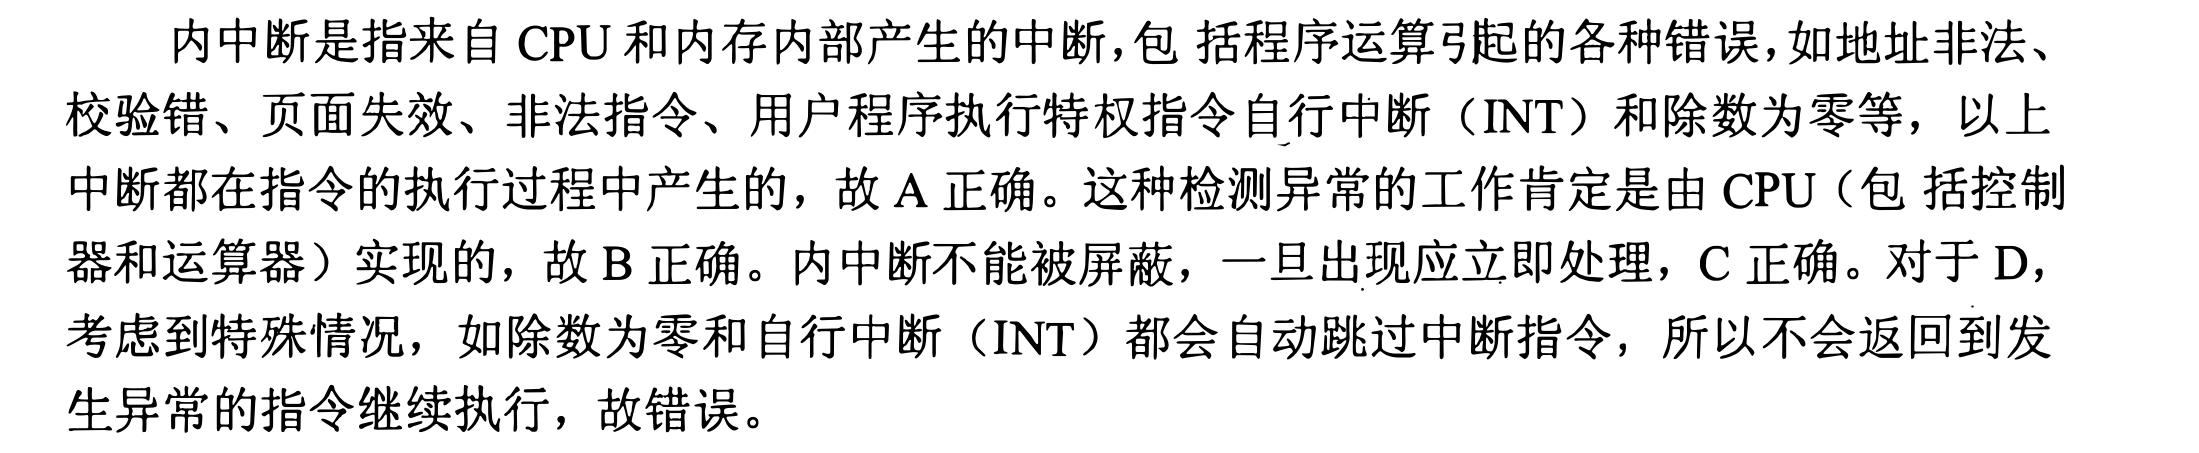 内中断是指来自 CPU 和内存内部产生的中断,包 括程序运算引起的各种错误,如地址非法、
校验错、页面失效、非法指令、用户程序执行特权指令自行中断（INT）和除数为零等，以上
中断都在指令的执行过程中产生的，故 A 正确。这种检测异常的工作肯定是由 CPU（包 括控制
器和运算器）实现的，故 B 正确。内中断不能被屏蔽，一旦出现应立即处理，C 正确。对于 D，
考虑到特殊情况，如除数为零和自行中断（INT）都会自动跳过中断指令，所以不会返回到发
生异常的指令继续执行，故错误。